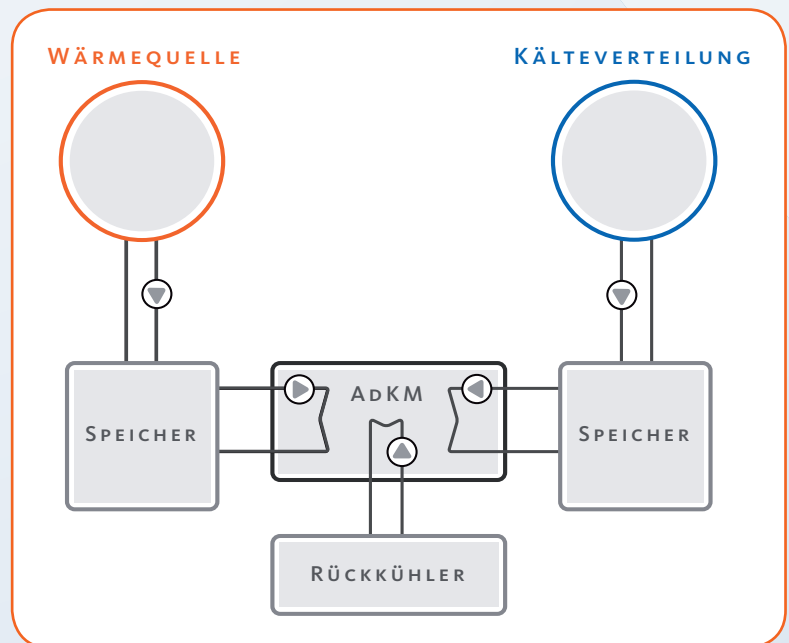 Wärmequelle
Kälteverteilung
AdKM
Speicher
Speicher
Rückkühler